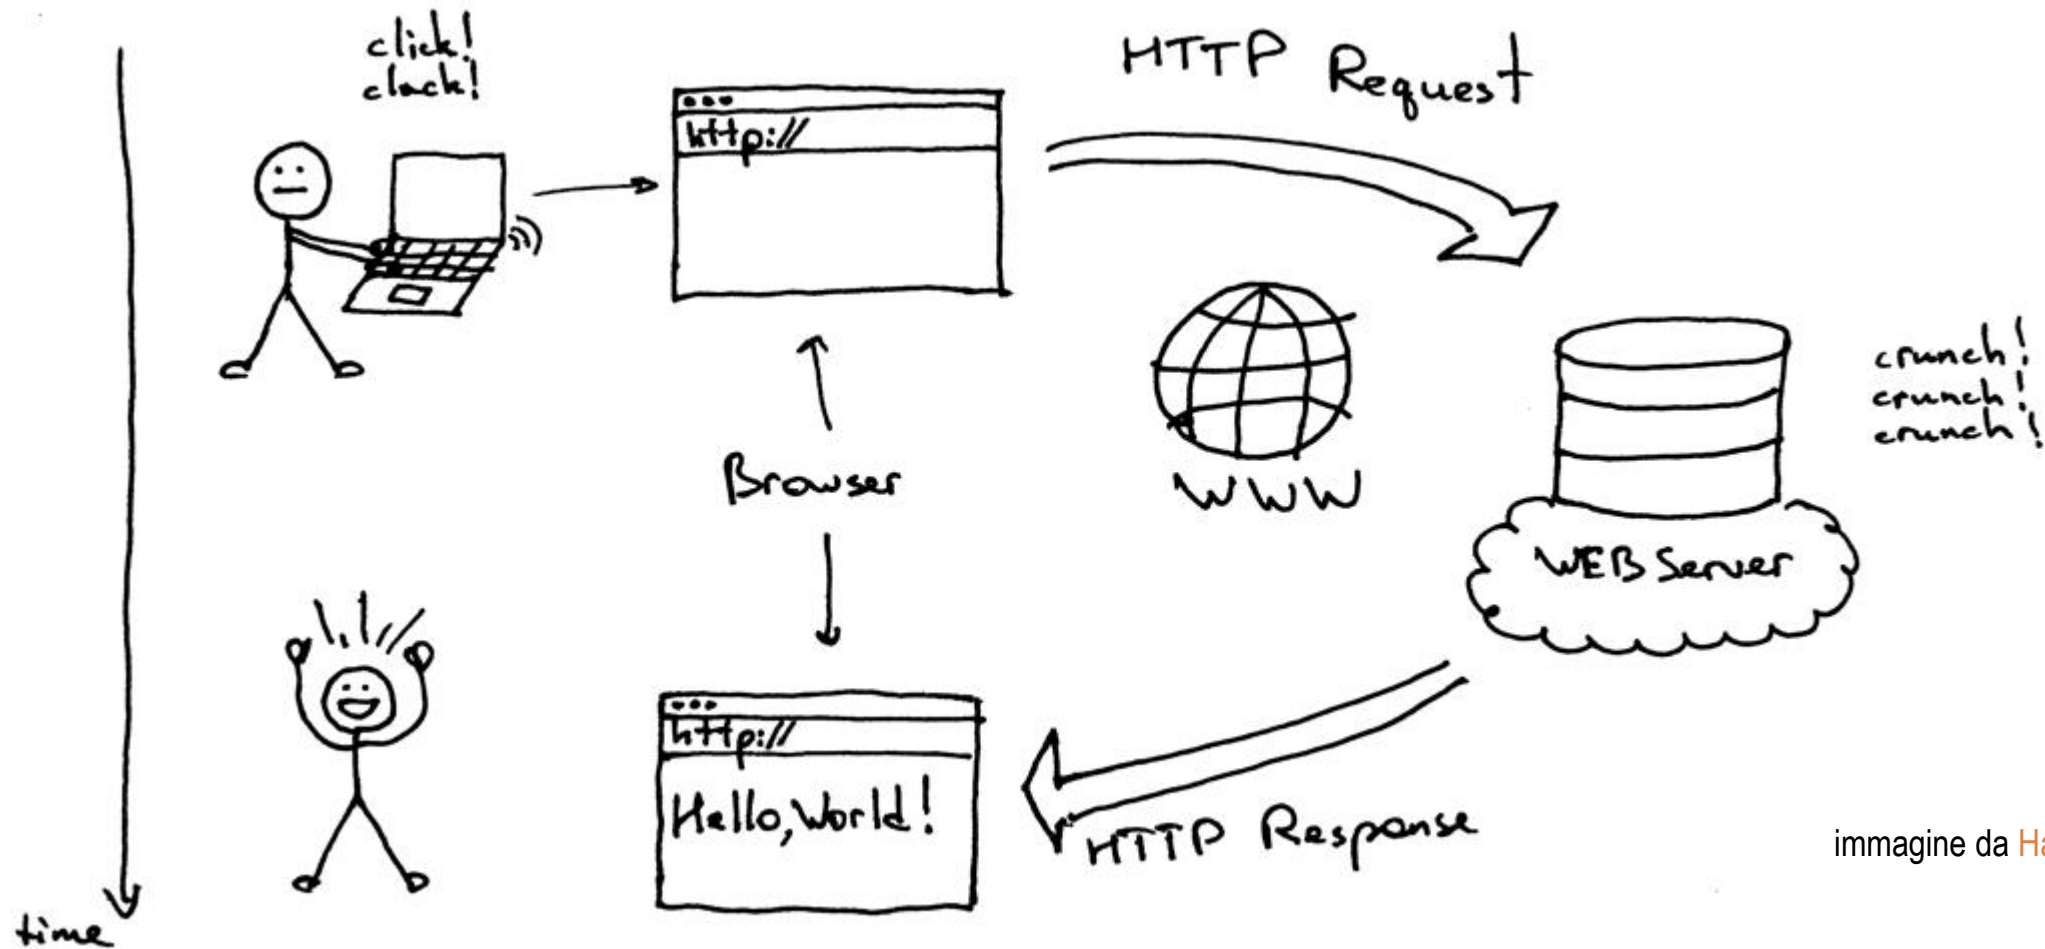 click!
clack!
HTTP Request
http://
crunch!
crunch!
crunch!
Browser
WWW
WEB Server
http://
Hello, World!
HTTP Response
immagine da
time